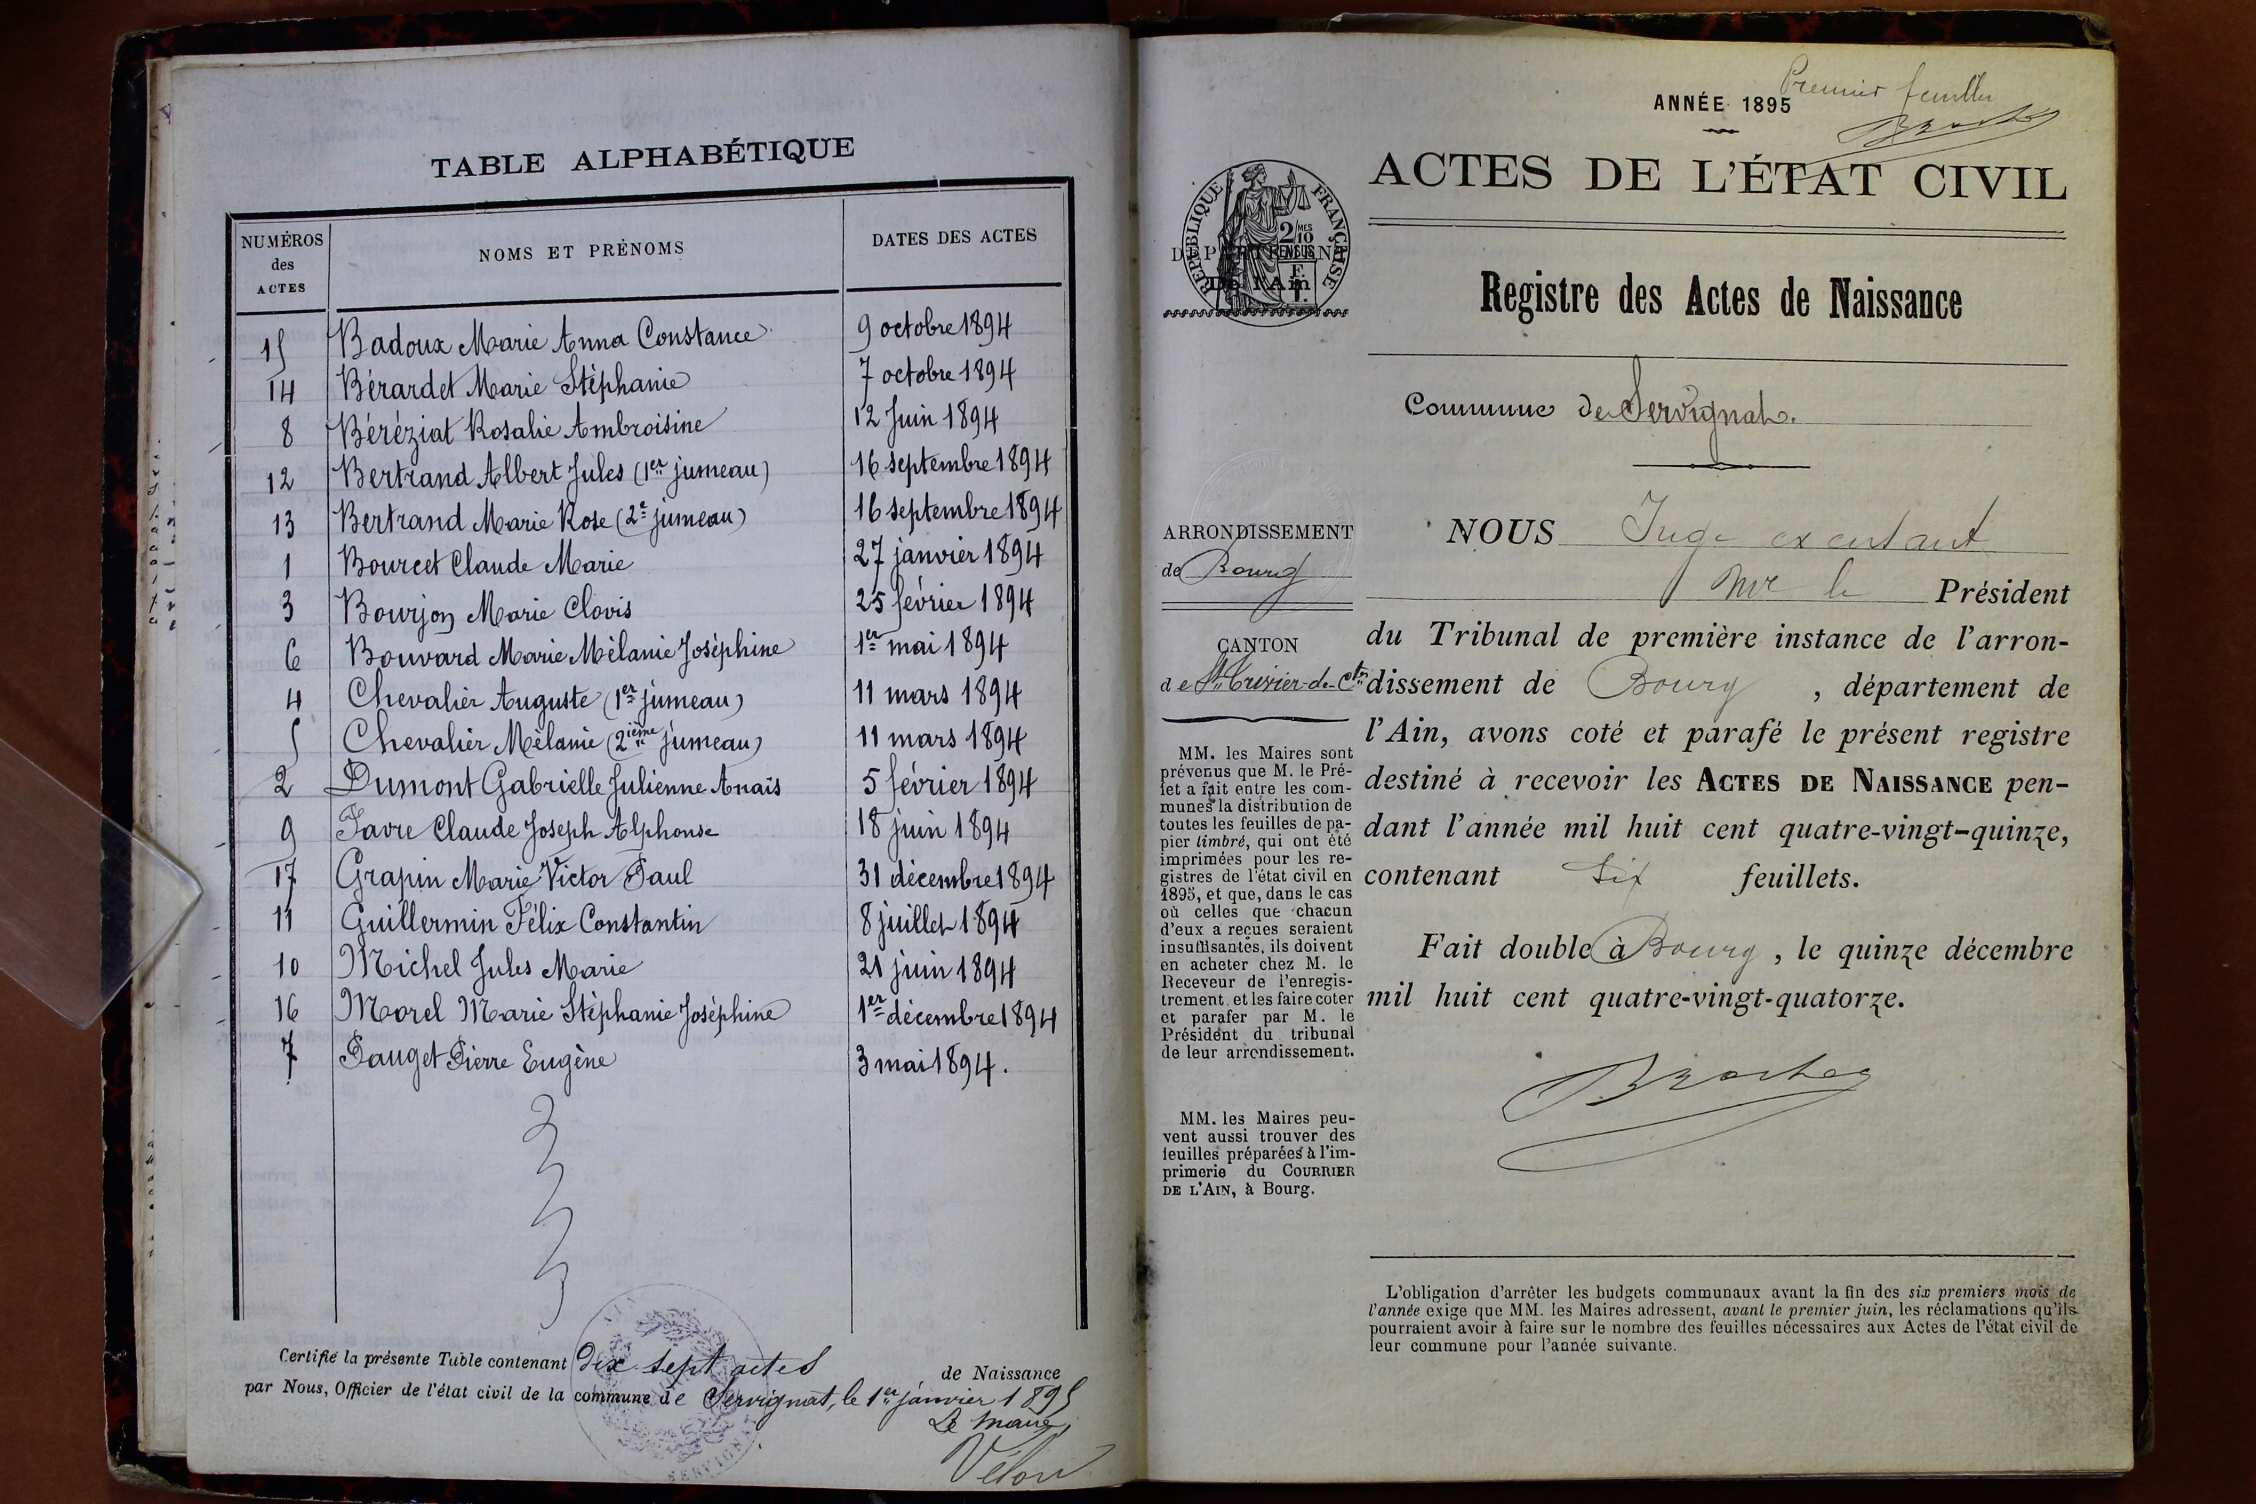 TABLE ALPHABÉTIQUE
NUMÉROS des ACTES NOMS ET PRÉNOMS DATES DES ACTES
15 Badoux Marie Anna Constance 9 octobre 1894
14 Bérardet Marie Stéphanie 7 octobre 1894
8 Béréziat Rosalie Ambroisine 12 Juin 1894
12 Bertrand Albert Jules (1er jumeau) 16 septembre 1894
13 Bertrand Marie Rose (2e jumeau) 16 septembre 1894
1 Bourcet Claude Marie 27 janvier 1894
3 Bourjon Marie Clovis 25 février 1894
6 Bouvard Marie Mélanie Joséphine 1er mai 1894
4 Chevalier Auguste (1er jumeau) 11 mars 1894
5 Chevalier Mélanie (2ième jumeau) 11 mars 1894
2 Dumont Gabrielle Julienne Anaïs 5 février 1894
9 Favre Claude Joseph Alphonse 18 juin 1894
17 Grapin Marie Victor Paul 31 décembre 1894
11 Guillermin Félix Constantin 8 juillet 1894
10 Michel Jules Marie 21 juin 1894
16 Morel Marie Stéphanie Joséphine 1er décembre 1894
7 Pauget Pierre Eugène 3 mai 1894.
Certifié la présente Table contenant dix sept actes de Naissance
par Nous, Officier de l'état civil de la commune de Servignat, le 1er janvier 1895
Le Maire
Velon
SERVIGNAT
Premier feuillet
ANNÉE 1895
ACTES DE L'ÉTAT CIVIL
RÉPUBLIQUE FRANÇAISE
2/10
MES
EN SUS
DÉPARTEMENT
De l'Ain
Registre des Actes de Naissance
Commune de Servignat.
ARRONDISSEMENT
de Bourg
CANTON
de St Trivier-de-Ctes
MM. les Maires sont
prévenus que M. le Pré-
fet a fait entre les com-
munes la distribution de
toutes les feuilles de pa-
pier timbré, qui ont été
imprimées pour les re-
gistres de l'état civil en
1895, et que, dans le cas
où celles que chacun
d'eux a reçues seraient
insuffisantes, ils doivent
en acheter chez M. le
Receveur de l'enregis-
trement et les faire coter
et parafer par M. le
Président du tribunal
de leur arrondissement.
MM. les Maires peu-
vent aussi trouver des
feuilles préparées à l'im-
primerie du COURRIER
DE L'AIN, à Bourg.
NOUS Juge
Mr le Président
du Tribunal de première instance de l'arron-
dissement de Bourg, département de
l'Ain, avons coté et parafé le présent registre
destiné à recevoir les ACTES DE NAISSANCE pen-
dant l'année mil huit cent quatre-vingt-quinze,
contenant six feuillets.
Fait double à Bourg, le quinze décembre
mil huit cent quatre-vingt-quatorze.
L'obligation d'arrêter les budgets communaux avant la fin des six premiers mois de
l'année exige que MM. les Maires adressent, avant le premier juin, les réclamations qu'ils
pourraient avoir à faire sur le nombre des feuilles nécessaires aux Actes de l'état civil de
leur commune pour l'année suivante.